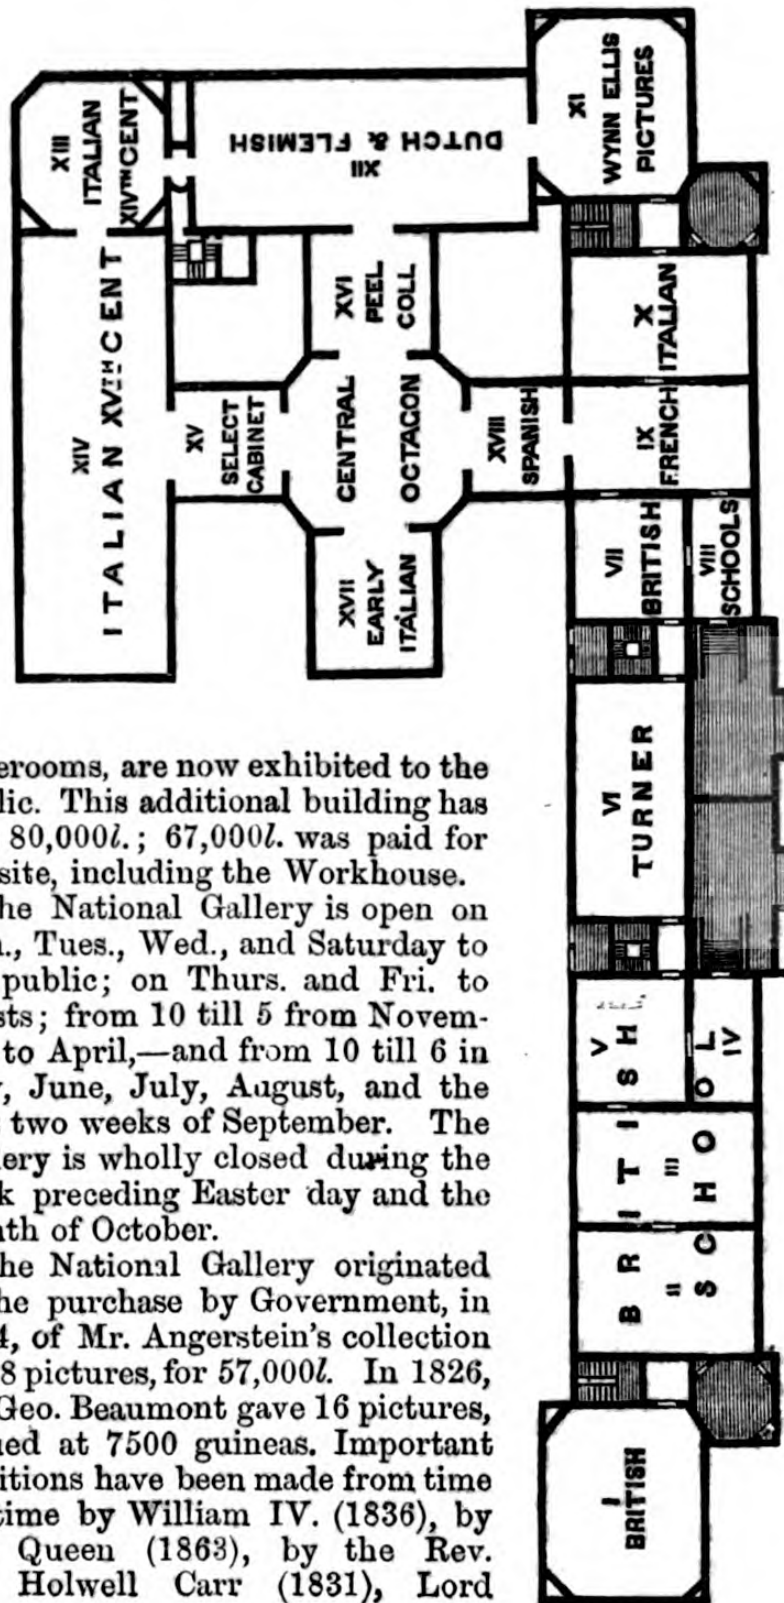 XI
WYNN ELLIS
PICTURES
XII
DUTCH & FLEMISH
XIII
ITALIAN
XIVTH CENT
XVI
PEEL
COLL
X
ITALIAN
XIV
ITALIAN XVTH CENT
XV
SELECT
CABINET
CENTRAL
OCTAGON
XVIII
SPANISH
IX
FRENCH
XVII
EARLY
ITALIAN
VII
BRITISH
VIII
SCHOOLS
VI
TURNER
V
IV
III
II
BRITISH
SCHOOL
I
BRITISH
erooms, are now exhibited to the
lic. This additional building has
80,000l.; 67,000l. was paid for
site, including the Workhouse.
he National Gallery is open on
., Tues., Wed., and Saturday to
public; on Thurs. and Fri. to
sts; from 10 till 5 from Novem-
to April,—and from 10 till 6 in
, June, July, August, and the
two weeks of September. The
lery is wholly closed during the
k preceding Easter day and the
nth of October.
he National Gallery originated
he purchase by Government, in
4, of Mr. Angerstein's collection
8 pictures, for 57,000l. In 1826,
Geo. Beaumont gave 16 pictures,
ued at 7500 guineas. Important
itions have been made from time
time by William IV. (1836), by
Queen (1863), by the Rev.
Holwell Carr (1831), Lord